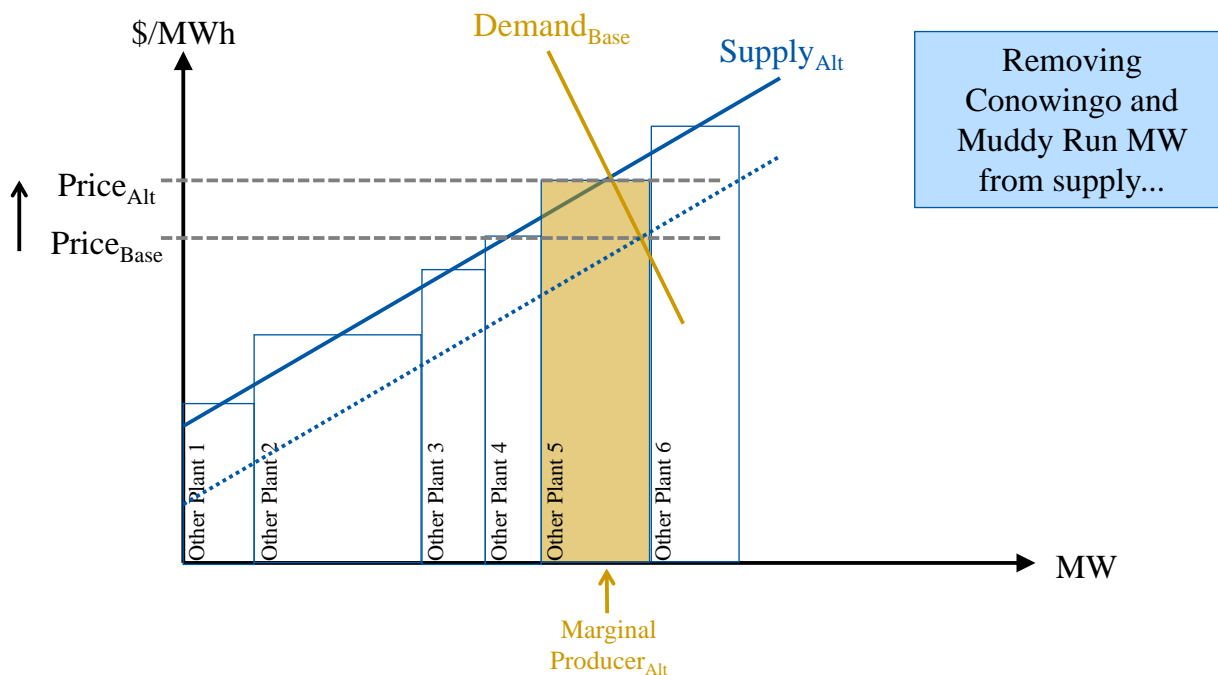 $/MWh
Demand_Base
Supply_Alt
Removing
Conowingo and
Muddy Run MW
from supply...
Price_Alt
Price_Base
Other Plant 1
Other Plant 2
Other Plant 3
Other Plant 4
Other Plant 5
Other Plant 6
MW
Marginal
Producer_Alt